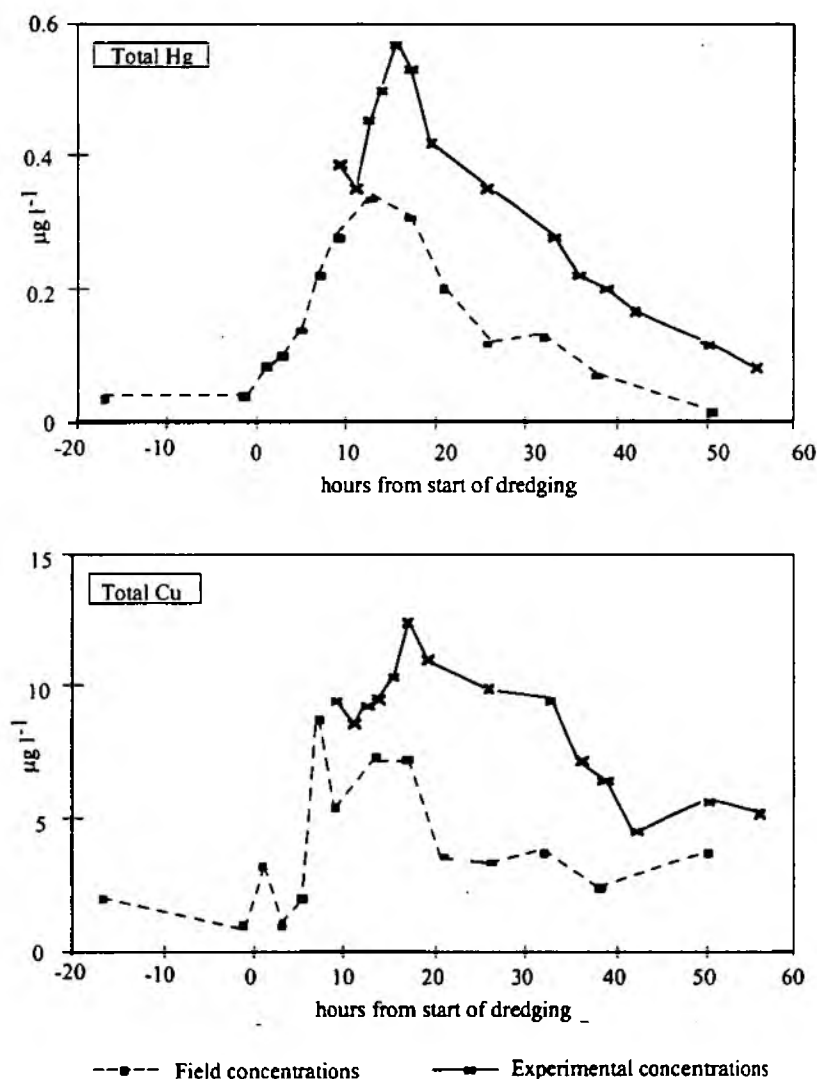 0.6
Total Hg
0.4
µg l⁻¹
0.2
0
-20 -10 0 10 20 30 40 50 60
hours from start of dredging
15
Total Cu
10
µg l⁻¹
5
0
-20 -10 0 10 20 30 40 50 60
hours from start of dredging
Field concentrations Experimental concentrations